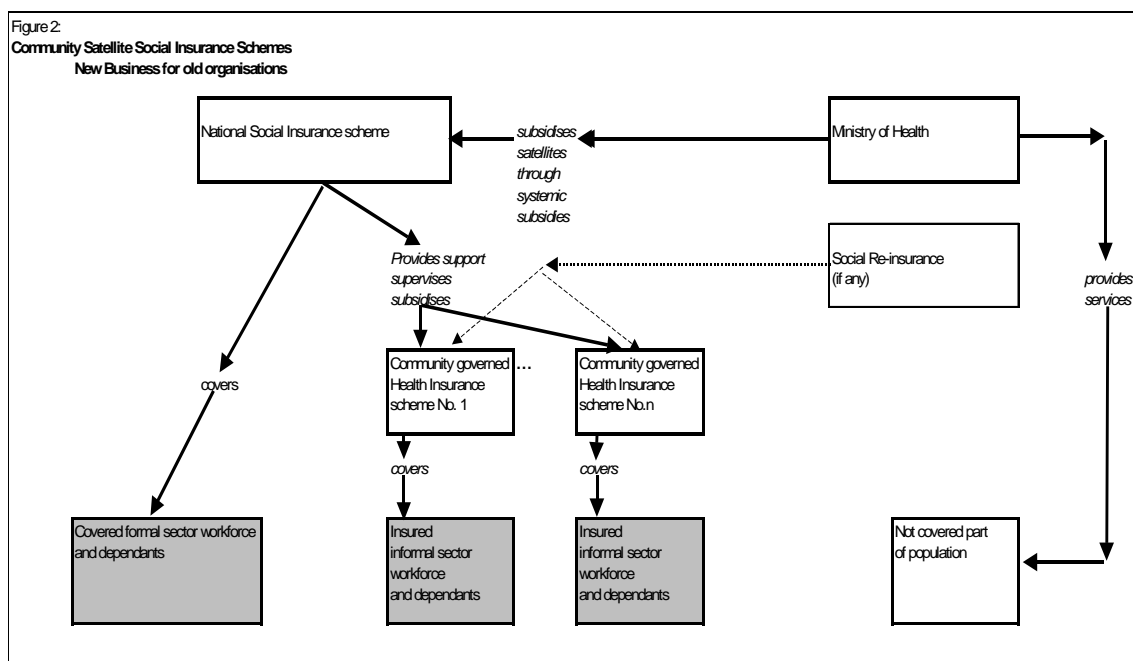 Figure 2:
Community Satellite Social Insurance Schemes
New Business for old organisations
National Social Insurance scheme
subsidises
satellites
through
systemic
subsidies
Ministry of Health
Provides support
supervises
subsidises
Social Re-insurance
(if any)
provides
services
covers
Community governed
Health Insurance
scheme No. 1
...
Community governed
Health Insurance
scheme No.n
covers
covers
Covered formal sector workforce
and dependants
Insured
informal sector
workforce
and dependants
Insured
informal sector
workforce
and dependants
Not covered part
of population